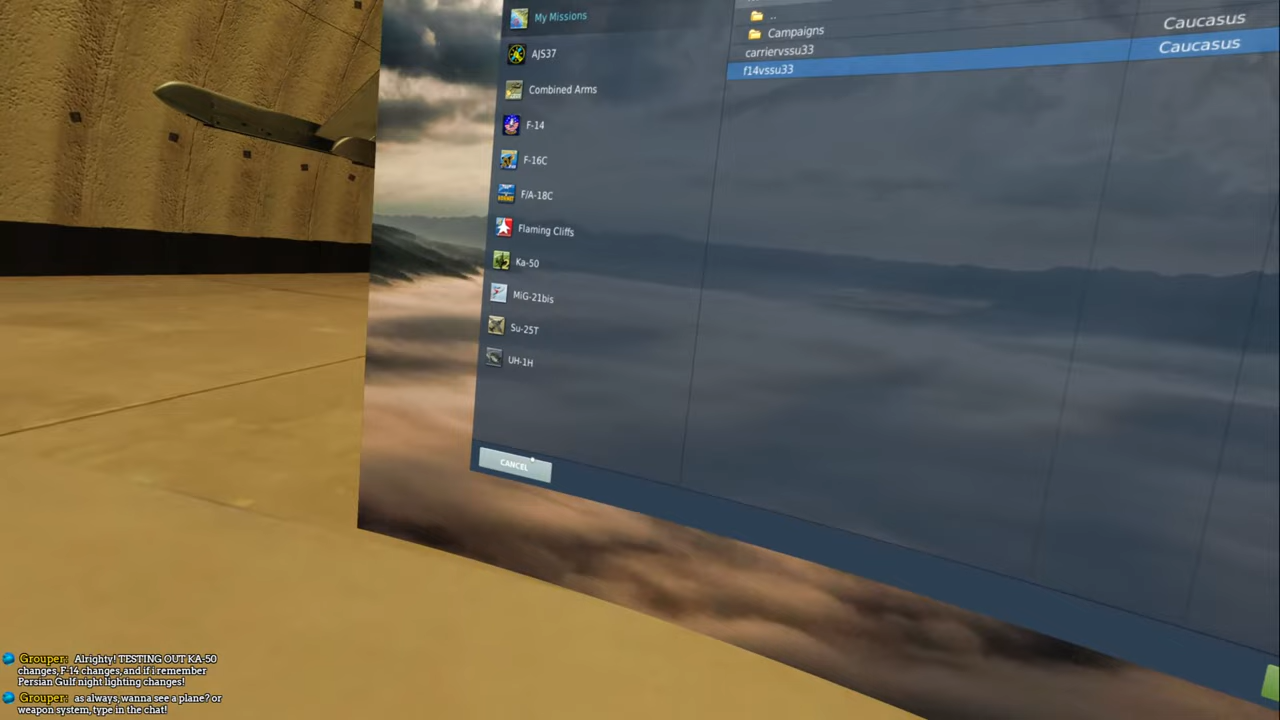 My Missions
AJS37
Combined Arms
F-14
F-16C
F/A-18C
Flaming Cliffs
Ka-50
MiG-21bis
Su-25T
UH-1H
CANCEL
..
Campaigns
carriervssu33 Caucasus
f14vssu33 Caucasus
Grouper: Alrighty! TESTING OUT KA-50
changes, F-14 changes, and if i remember
Persian Gulf night lighting changes!
Grouper: as always, wanna see a plane? or
weapon system, type in the chat!